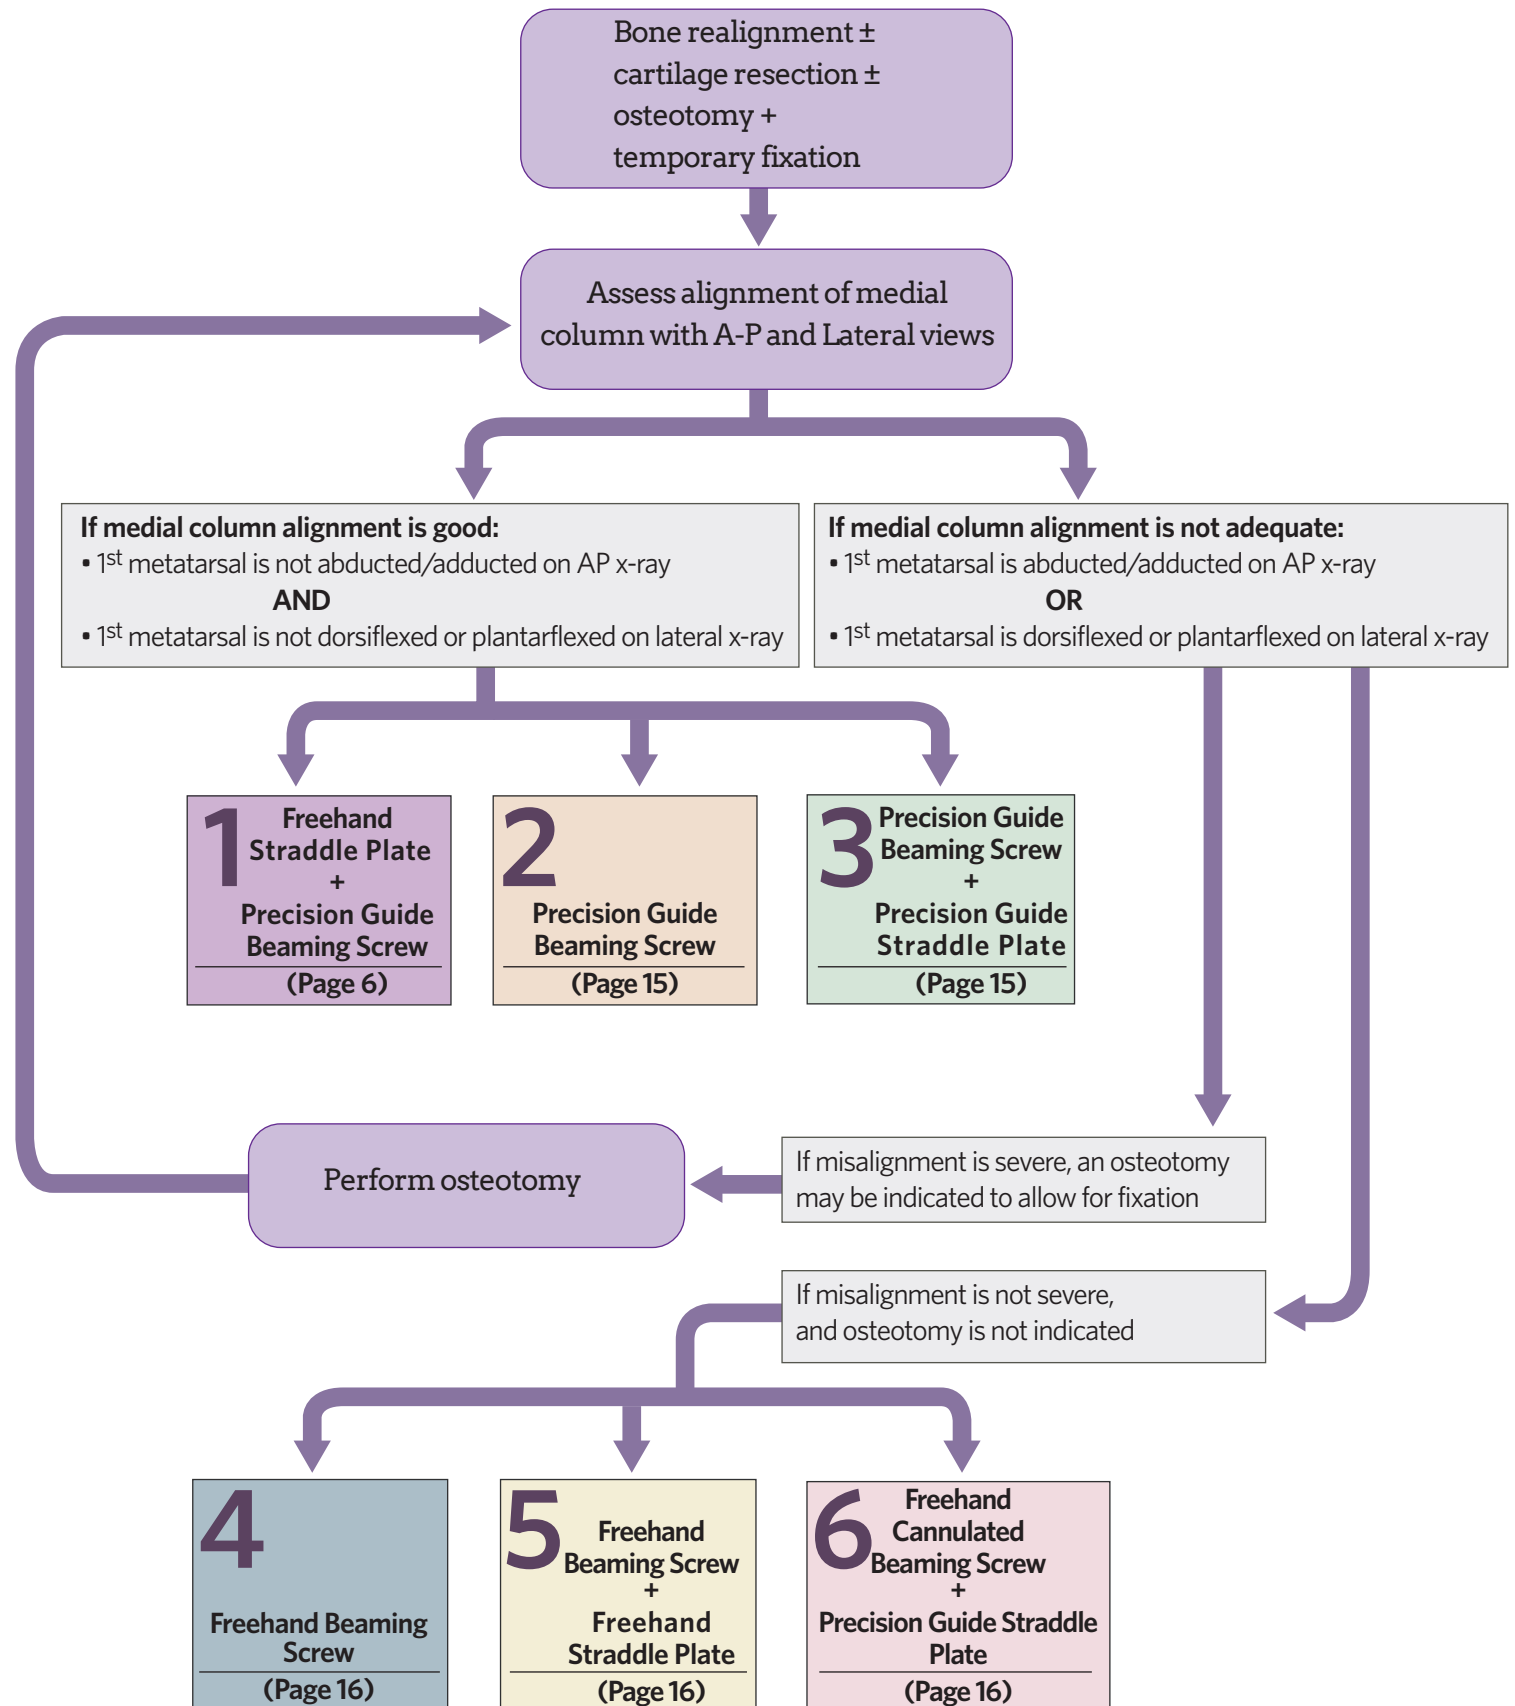 Bone realignment ±
cartilage resection ±
osteotomy +
temporary fixation
Assess alignment of medial
column with A-P and Lateral views
If medial column alignment is good:
• 1st metatarsal is not abducted/adducted on AP x-ray
AND
• 1st metatarsal is not dorsiflexed or plantarflexed on lateral x-ray
If medial column alignment is not adequate:
• 1st metatarsal is abducted/adducted on AP x-ray
OR
• 1st metatarsal is dorsiflexed or plantarflexed on lateral x-ray
1
Freehand
Straddle Plate
+
Precision Guide
Beaming Screw
(Page 6)
2
Precision Guide
Beaming Screw
(Page 15)
3
Precision Guide
Beaming Screw
+
Precision Guide
Straddle Plate
(Page 15)
If misalignment is severe, an osteotomy
may be indicated to allow for fixation
Perform osteotomy
If misalignment is not severe,
and osteotomy is not indicated
4
Freehand Beaming
Screw
(Page 16)
5
Freehand
Beaming Screw
+
Freehand
Straddle Plate
(Page 16)
6
Freehand
Cannulated
Beaming Screw
+
Precision Guide Straddle
Plate
(Page 16)